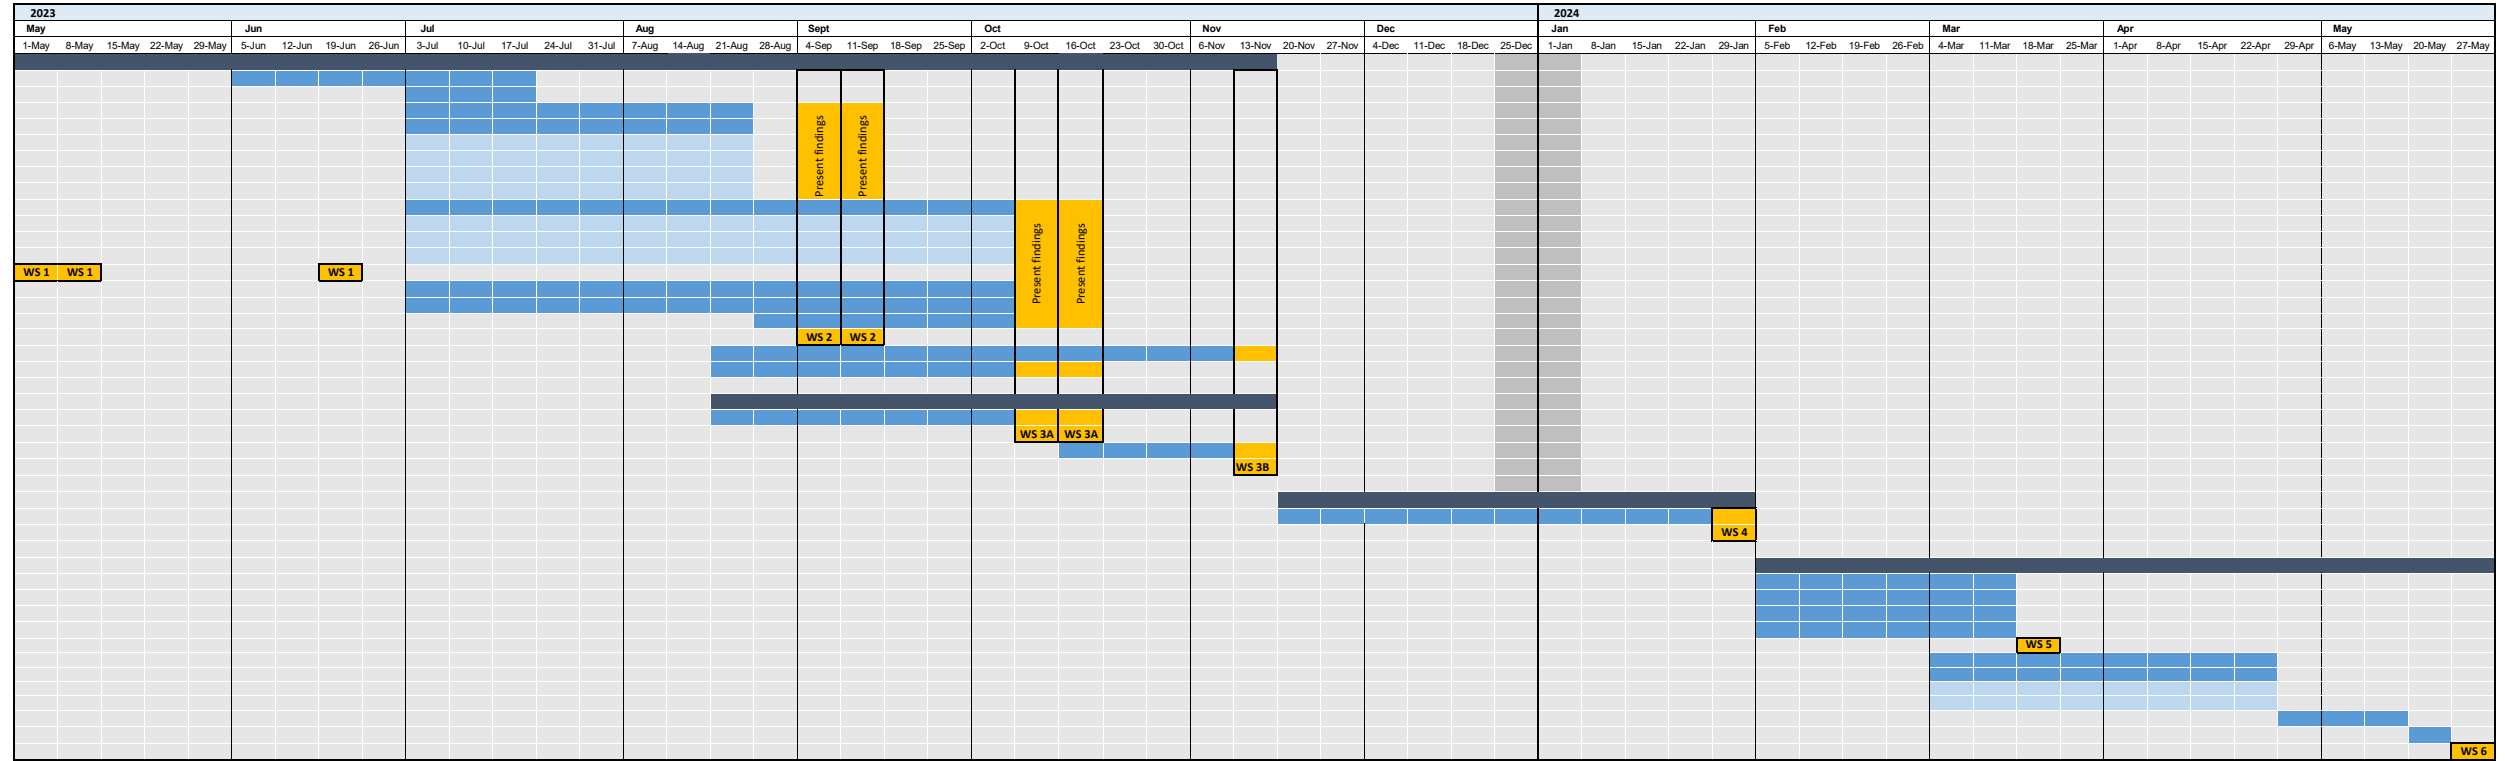 2023 2024
May Jun Jul Aug Sept Oct Nov Dec Jan Feb Mar Apr May
1-May 8-May 15-May 22-May 29-May 5-Jun 12-Jun 19-Jun 26-Jun 3-Jul 10-Jul 17-Jul 24-Jul 31-Jul 7-Aug 14-Aug 21-Aug 28-Aug 4-Sep 11-Sep 18-Sep 25-Sep 2-Oct 9-Oct 16-Oct 23-Oct 30-Oct 6-Nov 13-Nov 20-Nov 27-Nov 4-Dec 11-Dec 18-Dec 25-Dec 1-Jan 8-Jan 15-Jan 22-Jan 29-Jan 5-Feb 12-Feb 19-Feb 26-Feb 4-Mar 11-Mar 18-Mar 25-Mar 1-Apr 8-Apr 15-Apr 22-Apr 29-Apr 6-May 13-May 20-May 27-May
Present findings
Present findings
Present findings
Present findings
WS 1 WS 1 WS 1
WS 2 WS 2
WS 3A WS 3A
WS 3B
WS 4
WS 5
WS 6